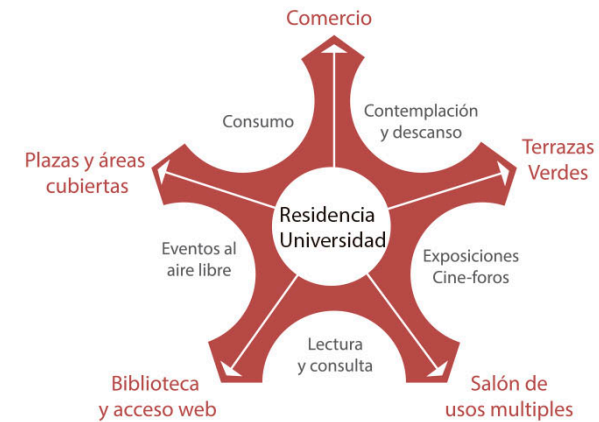 Comercio
Consumo
Contemplación
y descanso
Plazas y áreas
cubiertas
Terrazas
Verdes
Residencia
Universidad
Eventos al
aire libre
Exposiciones
Cine-foros
Lectura
y consulta
Biblioteca
y acceso web
Salón de
usos multiples